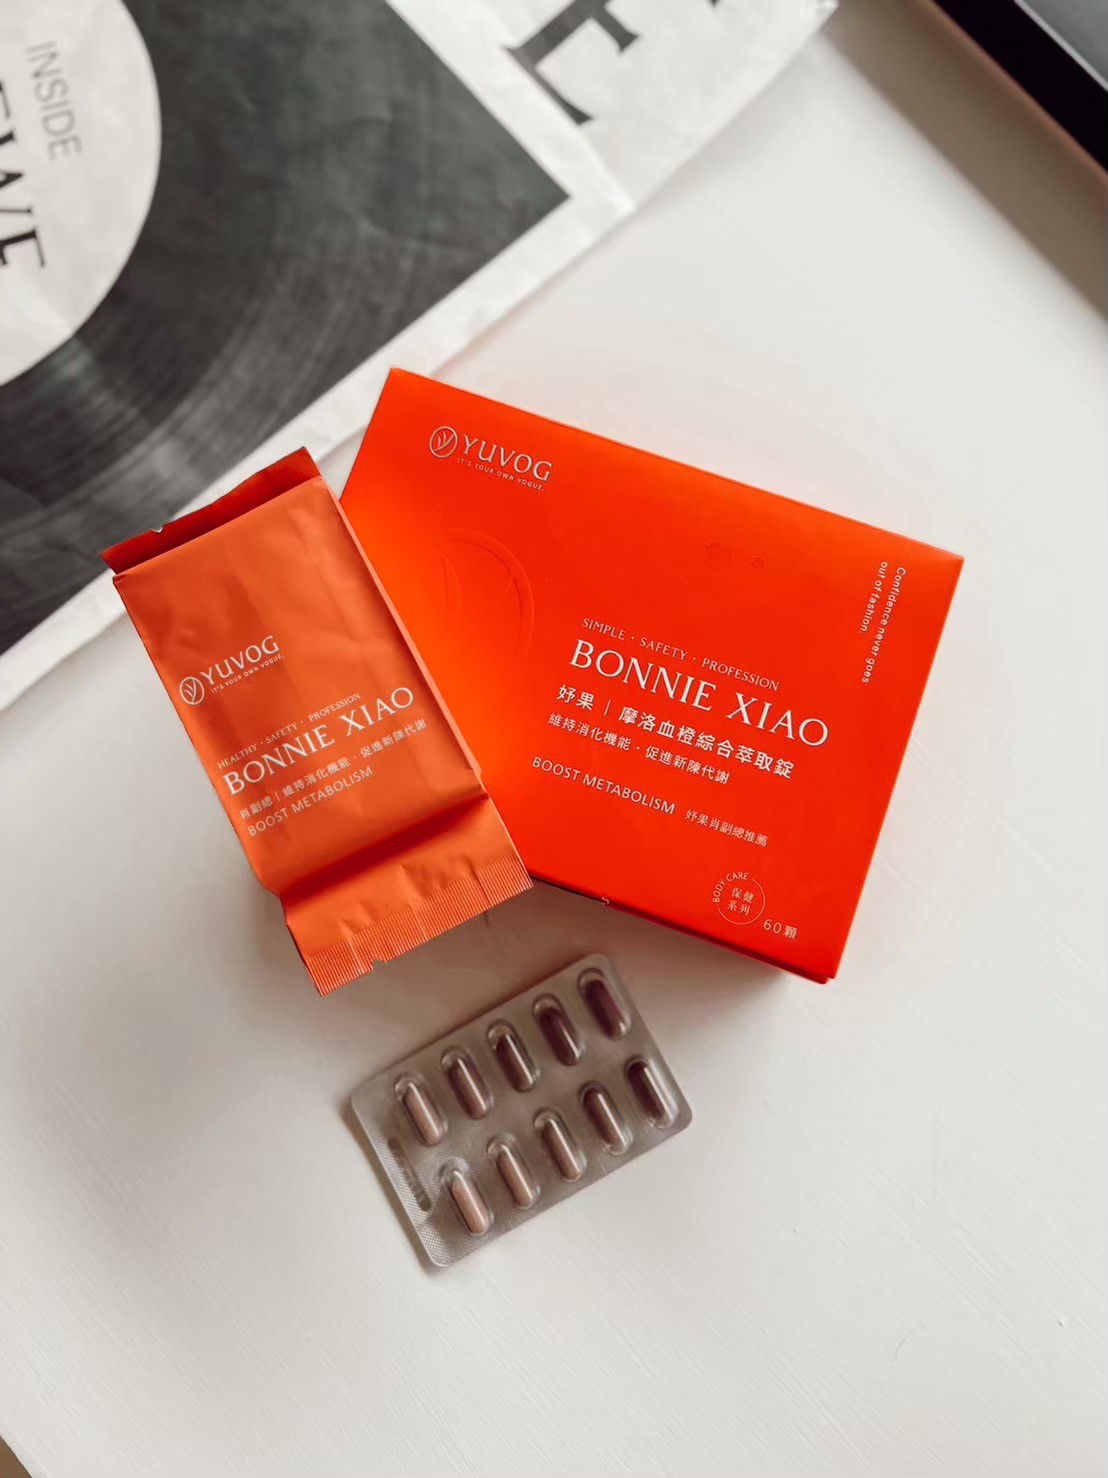 INSIDE
E
YUVOG
IT'S YOUR OWN VOGUE.
Confidence never goes
out of fashion.
SIMPLE · SAFETY · PROFESSION
BONNIE XIAO
妤果｜摩洛血橙綜合萃取錠
維持消化機能 · 促進新陳代謝
BOOST METABOLISM 妤果肖副總推薦
BODY CARE
保健
系列
60顆
YUVOG
IT'S YOUR OWN VOGUE.
HEALTHY · SAFETY · PROFESSION
BONNIE XIAO
肖副總｜維持消化機能 · 促進新陳代謝
BOOST METABOLISM